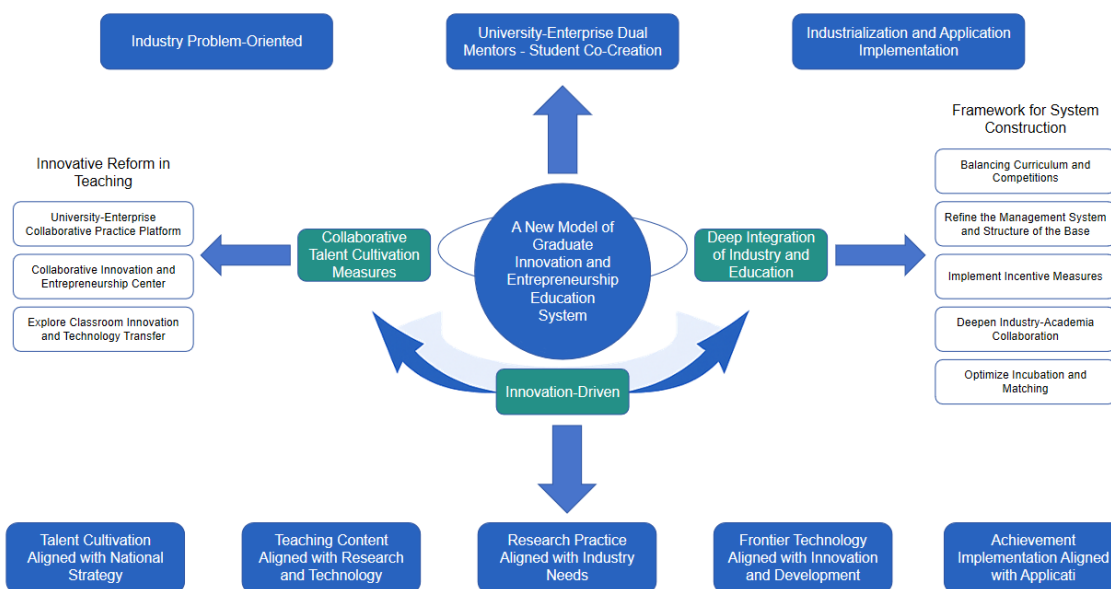 Industry Problem-Oriented
University-Enterprise Dual
Mentors - Student Co-Creation
Industrialization and Application
Implementation
Innovative Reform in
Teaching
University-Enterprise
Collaborative Practice Platform
Collaborative Innovation and
Entrepreneurship Center
Explore Classroom Innovation
and Technology Transfer
Collaborative
Talent Cultivation
Measures
A New Model of
Graduate
Innovation and
Entrepreneurship
Education
System
Deep Integration
of Industry and
Education
Innovation-Driven
Framework for System
Construction
Balancing Curriculum and
Competitions
Refine the Management System
and Structure of the Base
Implement Incentive Measures
Deepen Industry-Academia
Collaboration
Optimize Incubation and
Matching
Talent Cultivation
Aligned with National
Strategy
Teaching Content
Aligned with Research
and Technology
Research Practice
Aligned with Industry
Needs
Frontier Technology
Aligned with Innovation
and Development
Achievement
Implementation Aligned
with Applicati